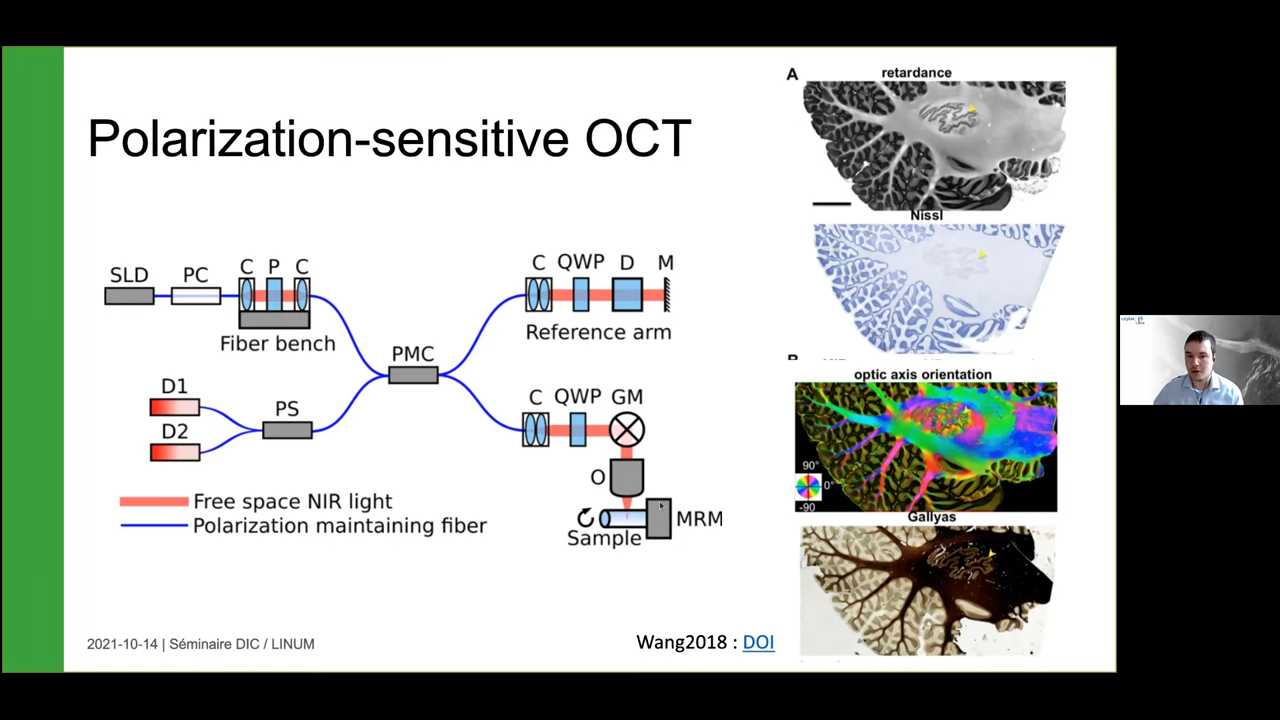 Polarization-sensitive OCT
SLD PC C P C
Fiber bench
D1
D2
PS
PMC
C QWP D M
Reference arm
C QWP GM
O
MRM
Sample
Free space NIR light
Polarization maintaining fiber
2021-10-14 | Séminaire DIC / LINUM
Wang2018 : DOI
A
retardance
Nissl
optic axis orientation
90°
0°
-90
Gallyas